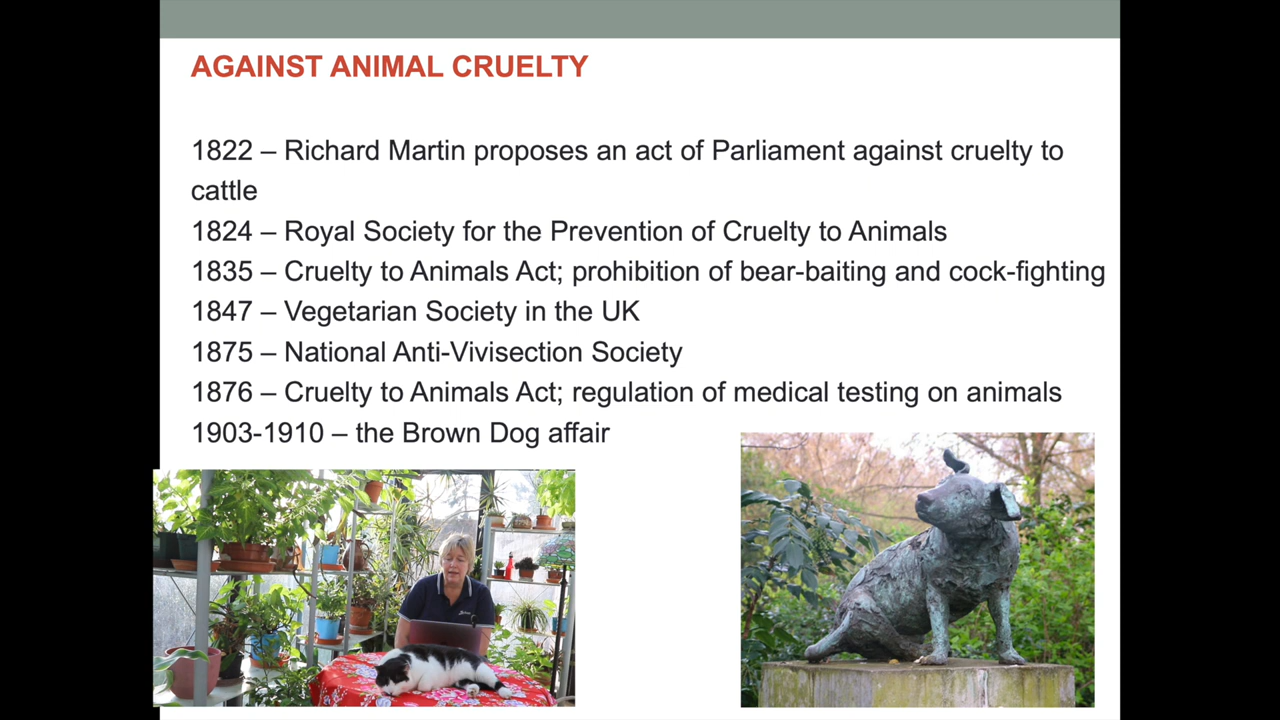 AGAINST ANIMAL CRUELTY
1822 – Richard Martin proposes an act of Parliament against cruelty to
cattle
1824 – Royal Society for the Prevention of Cruelty to Animals
1835 – Cruelty to Animals Act; prohibition of bear-baiting and cock-fighting
1847 – Vegetarian Society in the UK
1875 – National Anti-Vivisection Society
1876 – Cruelty to Animals Act; regulation of medical testing on animals
1903-1910 – the Brown Dog affair